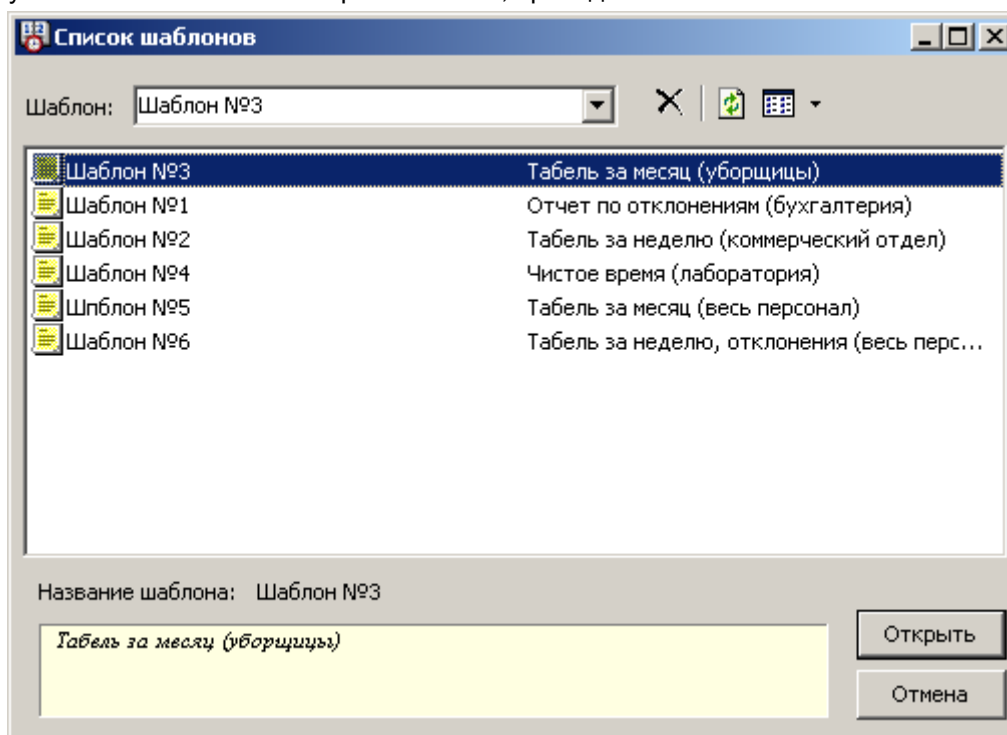 Список шаблонов
Шаблон: Шаблон №3
Шаблон №3 Табель за месяц (уборщицы)
Шаблон №1 Отчет по отклонениям (бухгалтерия)
Шаблон №2 Табель за неделю (коммерческий отдел)
Шаблон №4 Чистое время (лаборатория)
Шпблон №5 Табель за месяц (весь персонал)
Шаблон №6 Табель за неделю, отклонения (весь перс...
Название шаблона: Шаблон №3
Табель за месяц (уборщицы)
Открыть
Отмена